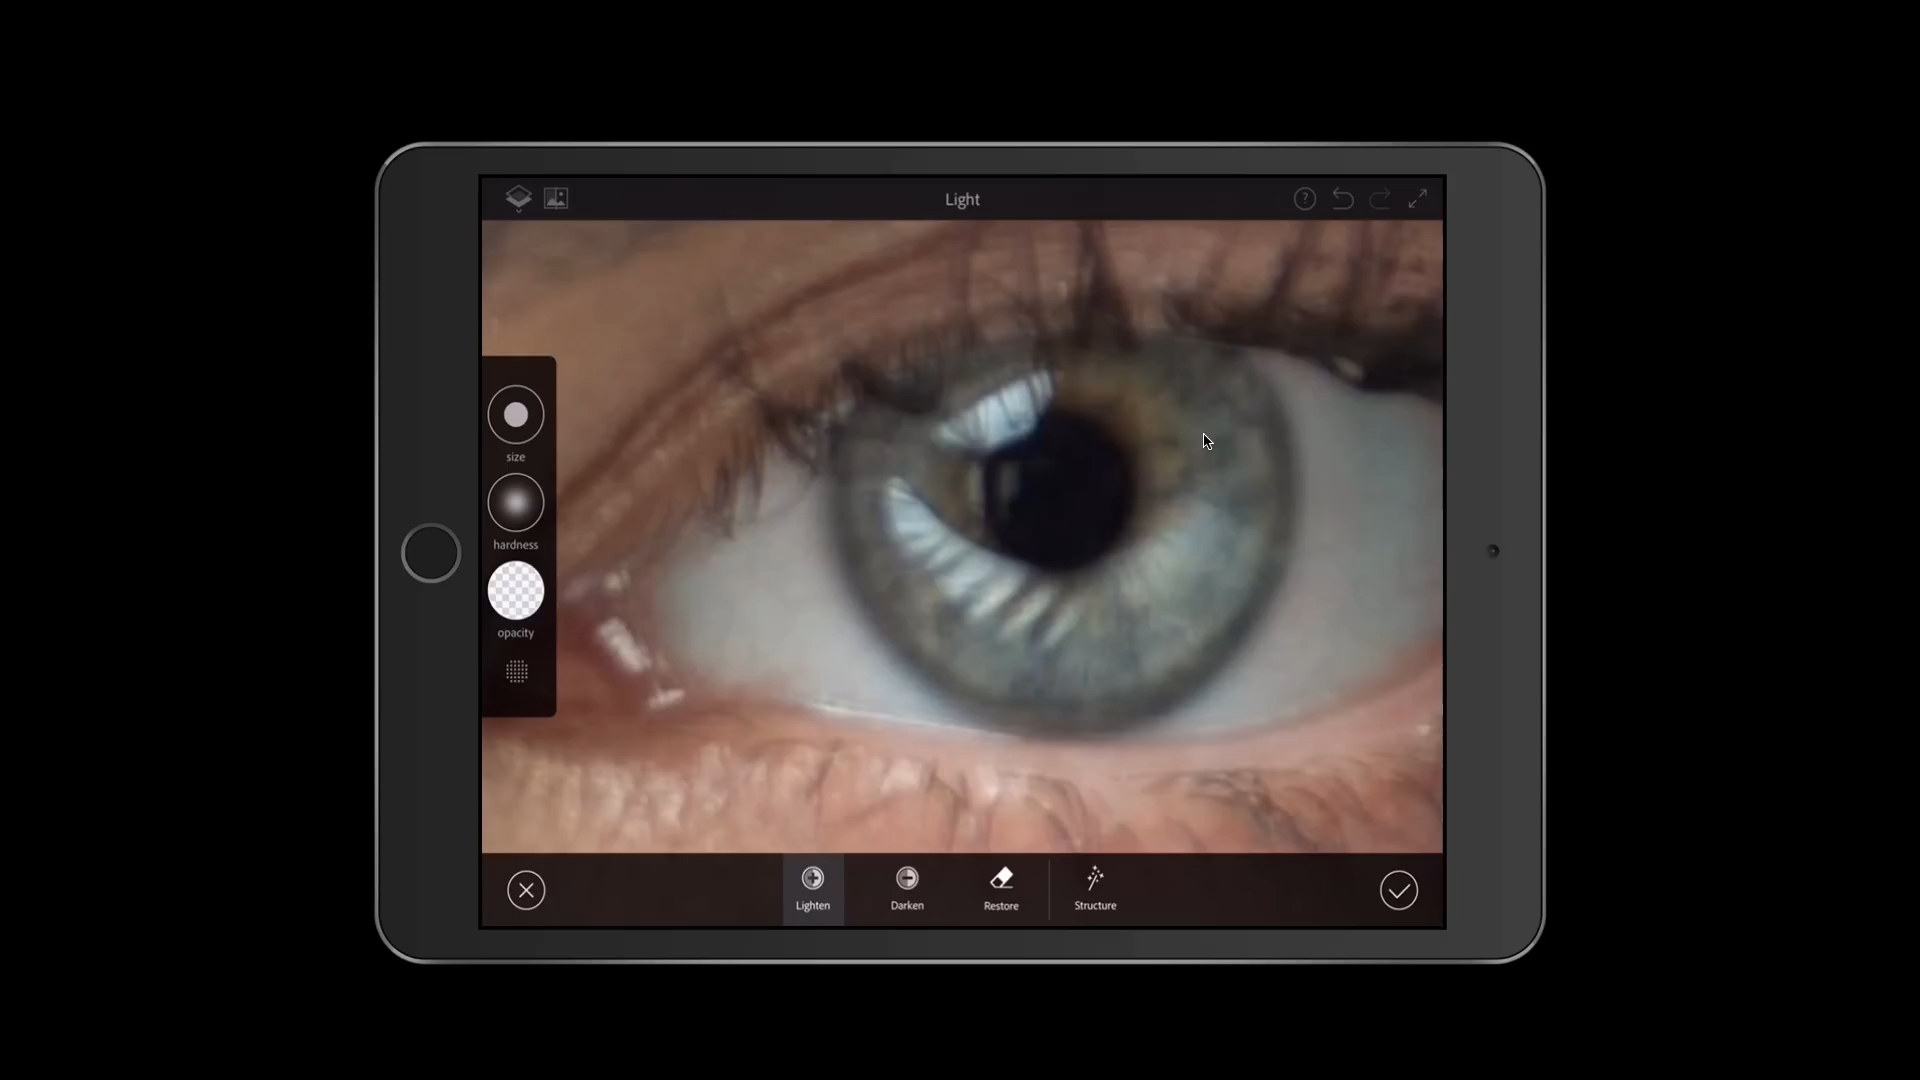 Light
size
hardness
opacity
Lighten
Darken
Restore
Structure